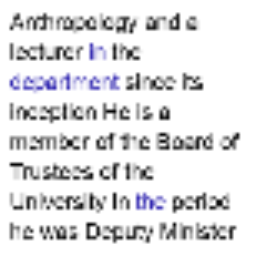 Anthropology and a
lecturer in the
department since its
inception He is a
member of the Board of
Trustees of the
University in the period
he was Deputy Minister